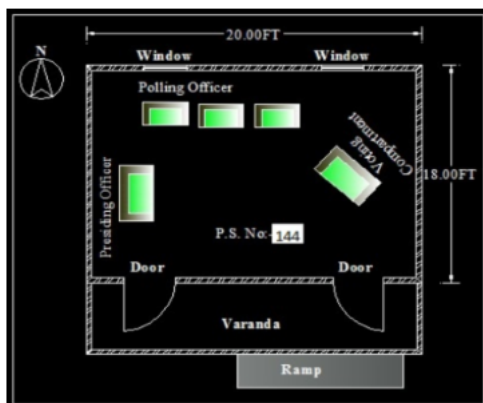 20.00FT
N
Window
Window
Polling Officer
Voting
Compartment
18.00FT
Presiding Officer
P.S. No:- 144
Door
Door
Varanda
Ramp